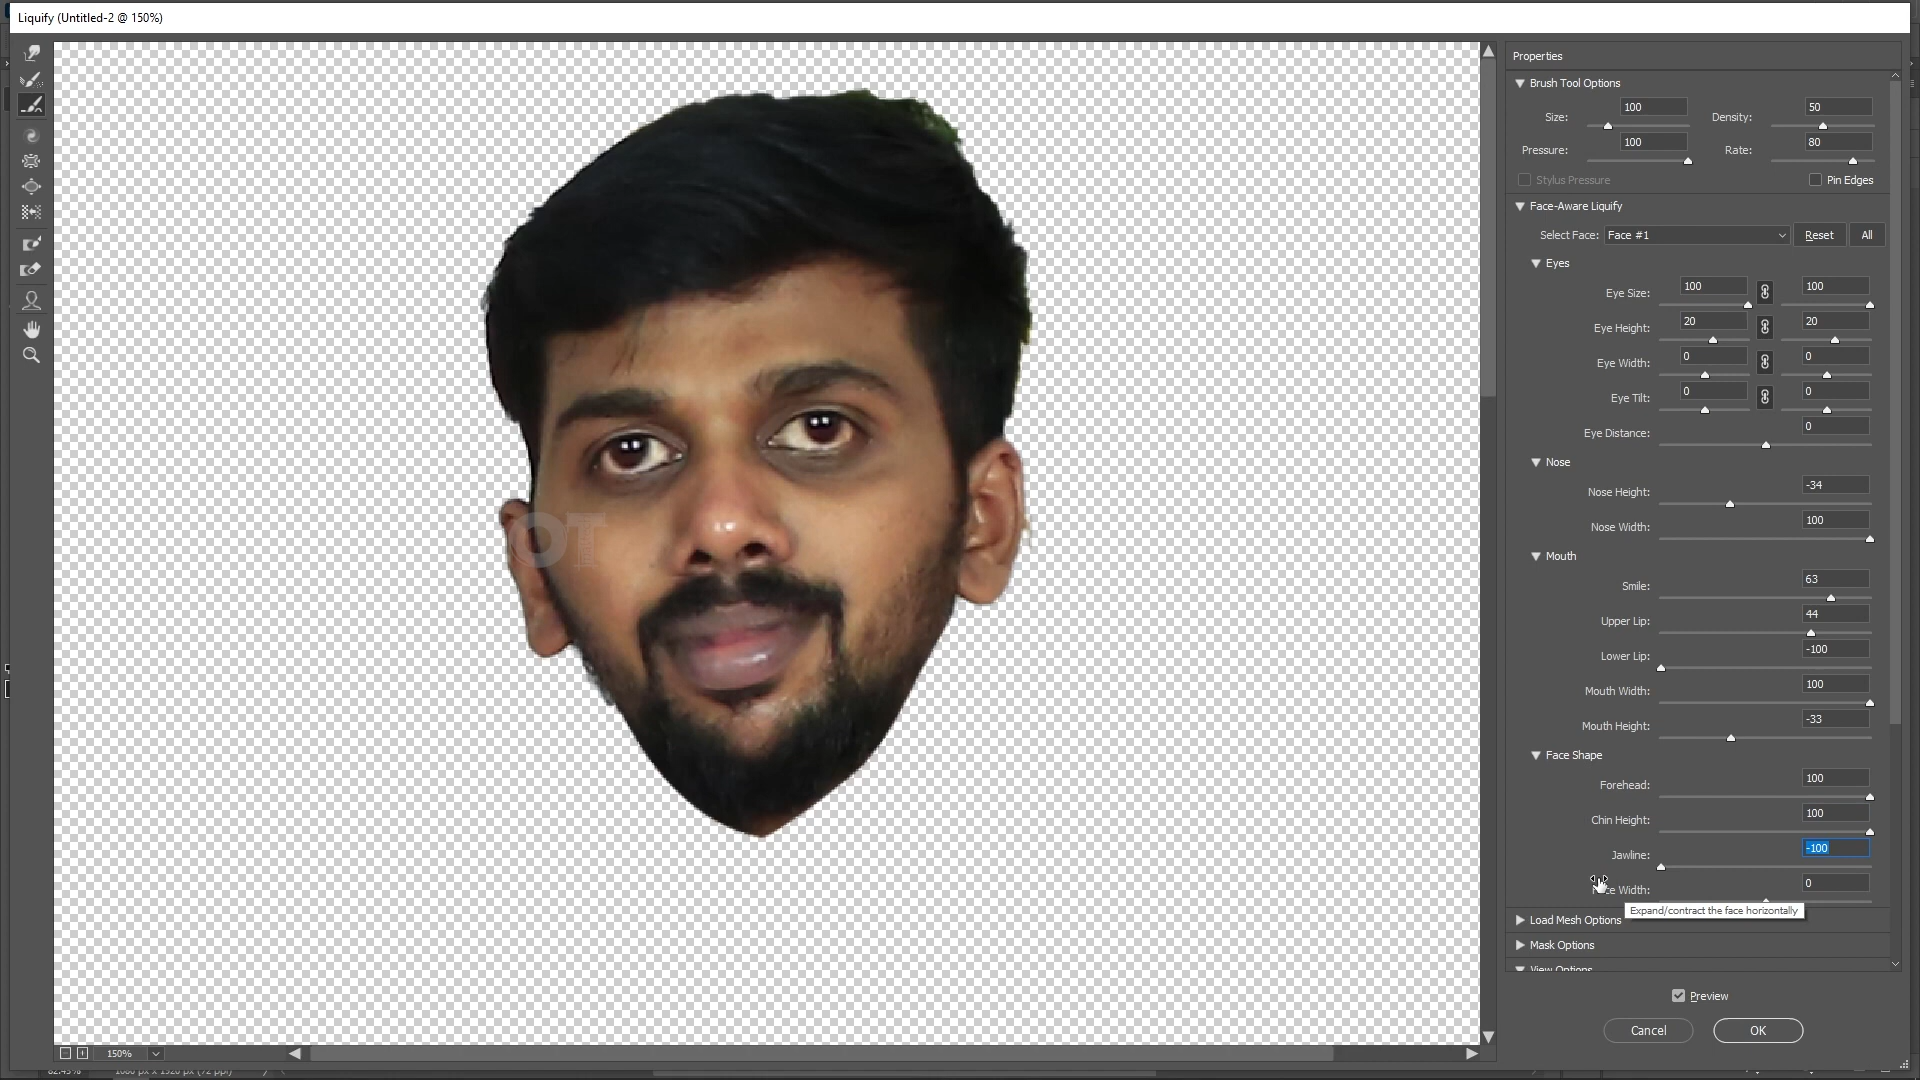 Liquify (Untitled-2 @ 150%)
Properties
Brush Tool Options
Size: 100 Density: 50
Pressure: 100 Rate: 80
Stylus Pressure Pin Edges
Face-Aware Liquify
Select Face: Face #1 Reset All
Eyes
Eye Size: 100 100
Eye Height: 20 20
Eye Width: 0 0
Eye Tilt: 0 0
Eye Distance: 0
Nose
Nose Height: -34
Nose Width: 100
OT
Mouth
Smile: 63
Upper Lip: 44
Lower Lip: -100
Mouth Width: 100
Mouth Height: -33
Face Shape
Forehead: 100
Chin Height: 100
Jawline: -100
Width: 0
Expand/contract the face horizontally
Load Mesh Options
Mask Options
View Options
Preview
Cancel OK
150%